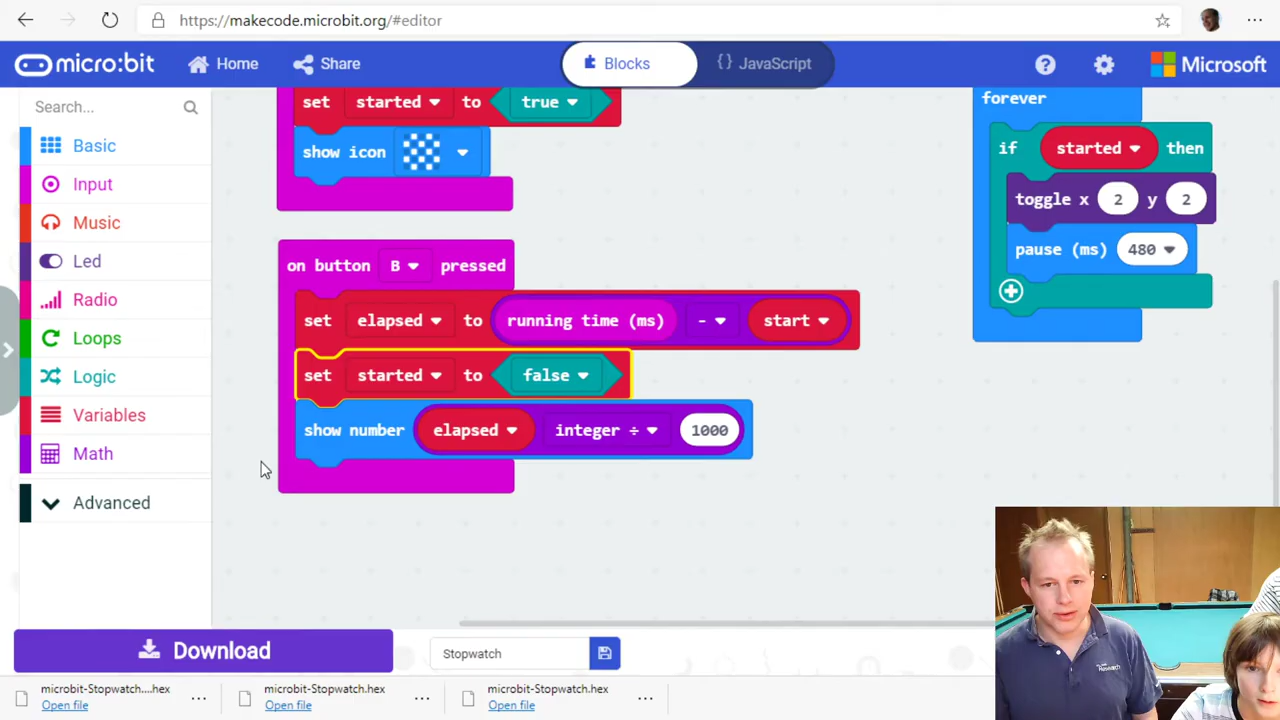 https://makecode.microbit.org/#editor
micro:bit
Home
Share
Blocks
{} JavaScript
?
Microsoft
Search...
Basic
Input
Music
Led
Radio
Loops
Logic
Variables
Math
Advanced
set started to true
show icon
on button B pressed
set elapsed to running time (ms) - start
set started to false
show number elapsed integer ÷ 1000
forever
if started then
toggle x 2 y 2
pause (ms) 480
Download
Stopwatch
microbit-Stopwatch....hex
Open file
microbit-Stopwatch.hex
Open file
microbit-Stopwatch.hex
Open file